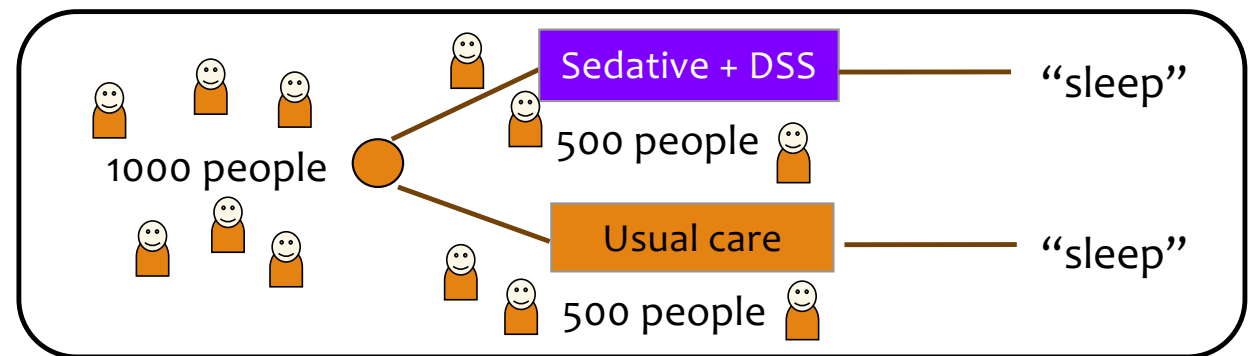 Sedative + DSS
“sleep”
500 people
1000 people
Usual care
“sleep”
500 people